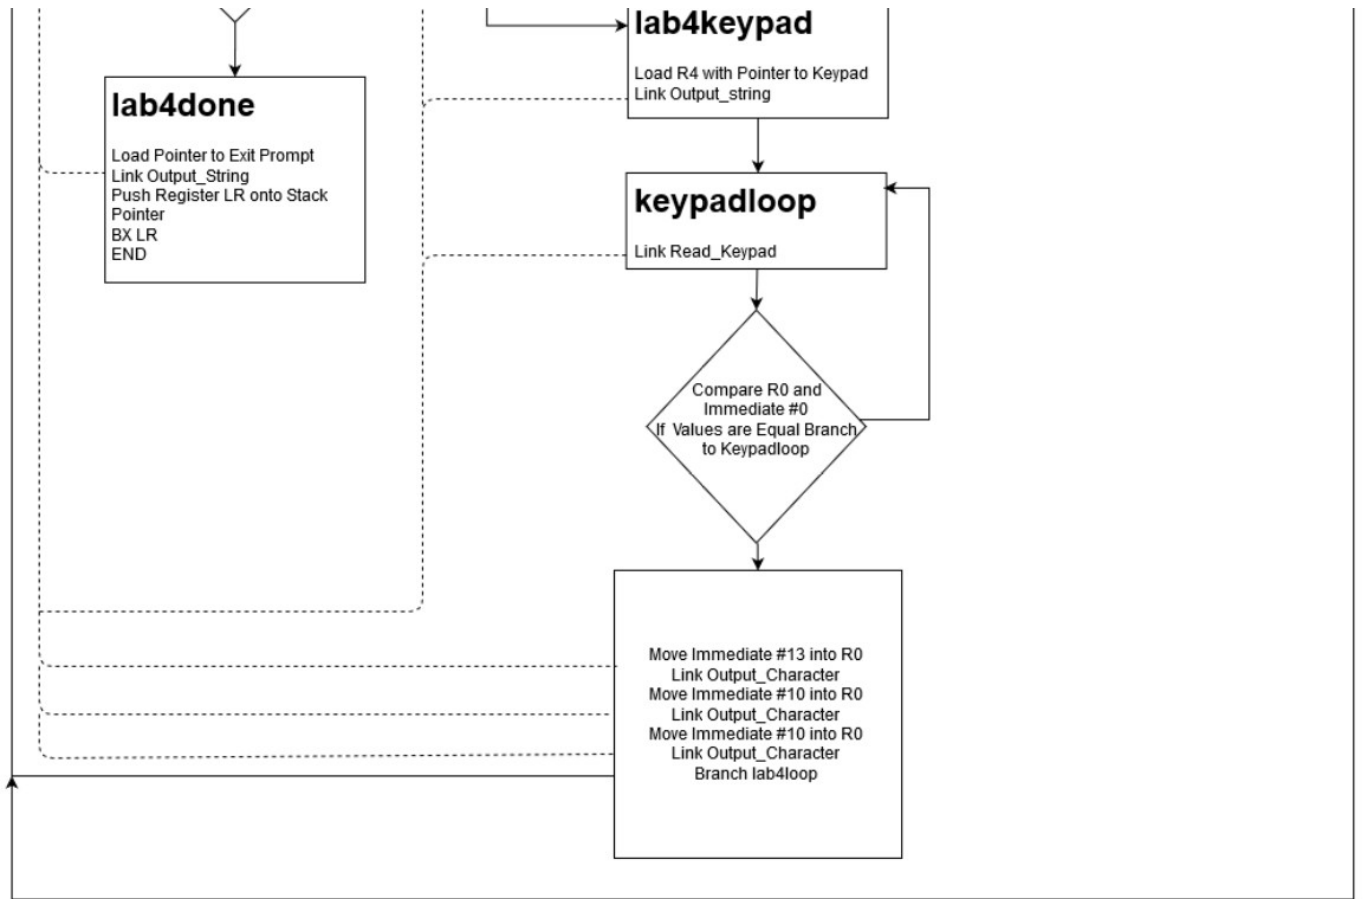 lab4done
Load Pointer to Exit Prompt
Link Output_String
Push Register LR onto Stack
Pointer
BX LR
END
lab4keypad
Load R4 with Pointer to Keypad
Link Output_string
keypadloop
Link Read_Keypad
Compare R0 and
Immediate #0
If Values are Equal Branch
to Keypadloop
Move Immediate #13 into R0
Link Output_Character
Move Immediate #10 into R0
Link Output_Character
Move Immediate #10 into R0
Link Output_Character
Branch lab4loop